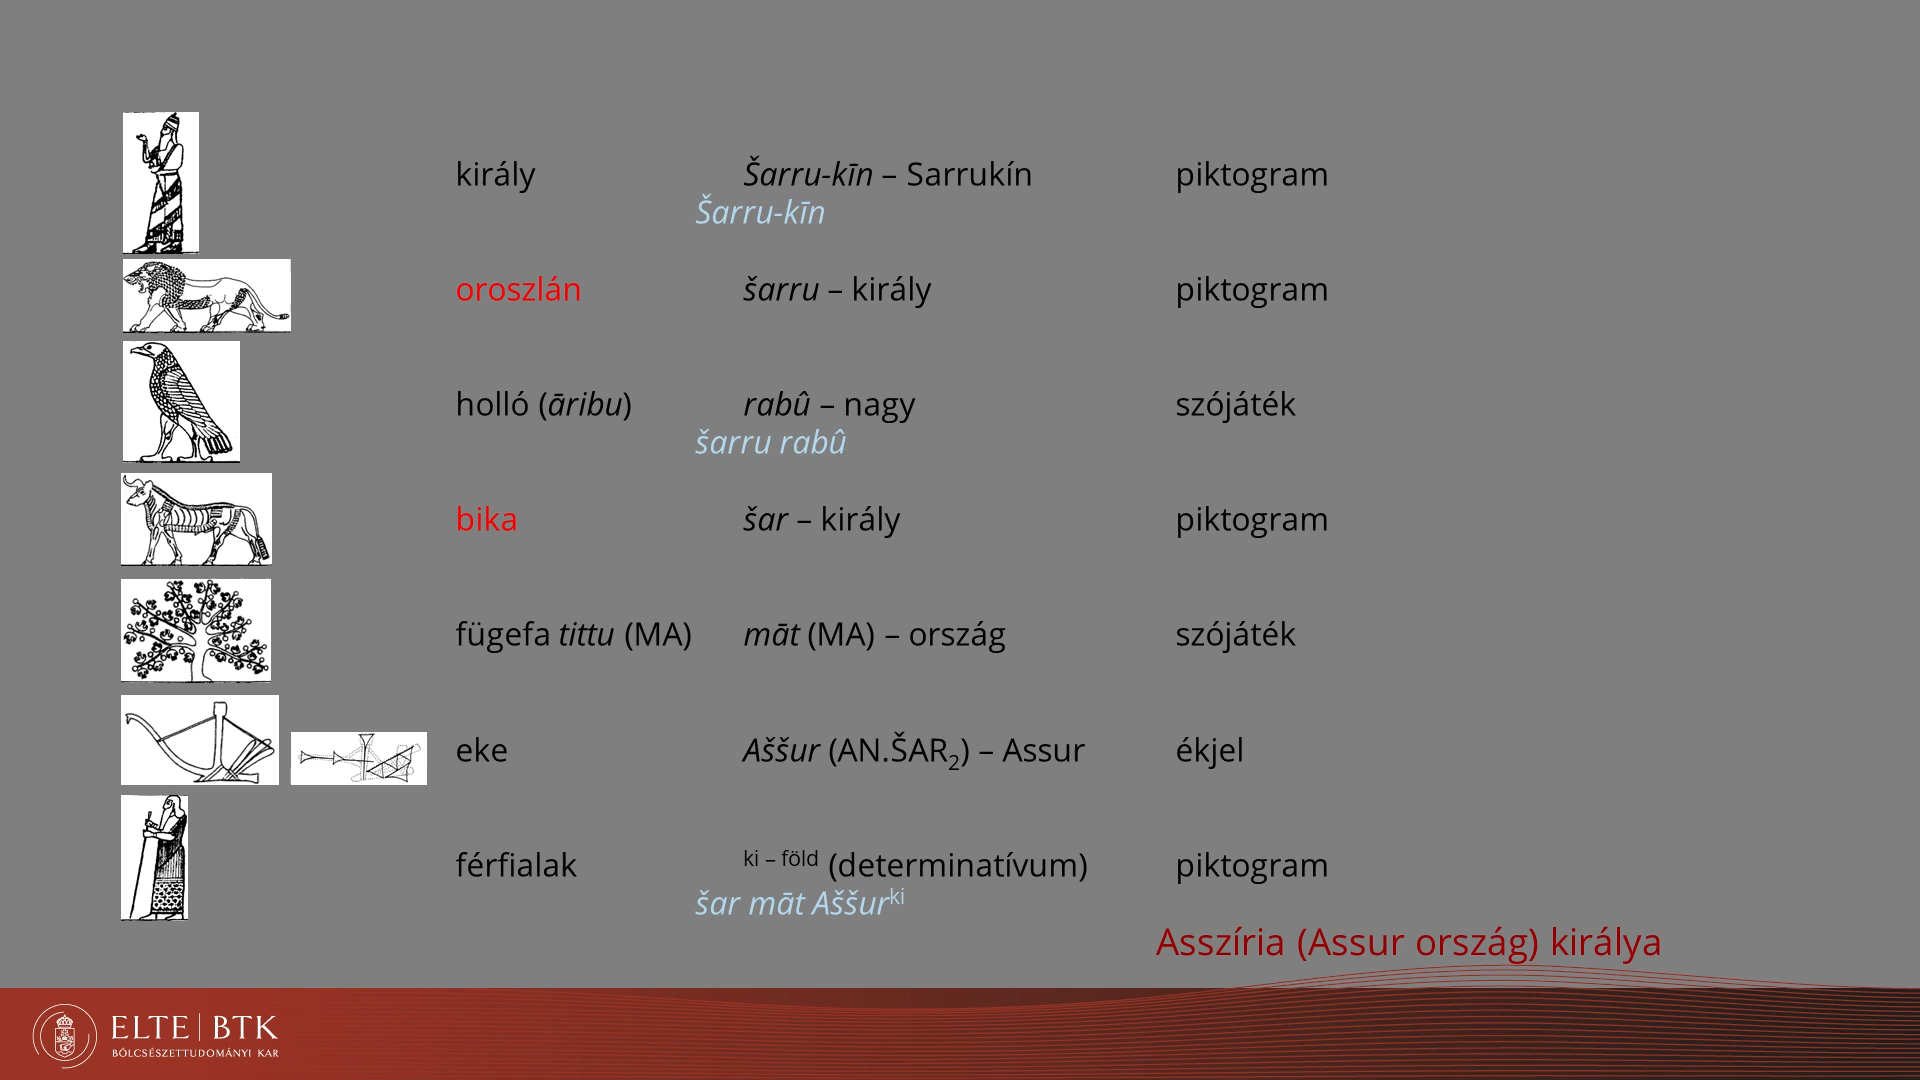 király Šarru-kīn – Sarrukín piktogram
Šarru-kīn
oroszlán šarru – király piktogram
holló (āribu) rabû – nagy szójáték
šarru rabû
bika šar – király piktogram
fügefa tittu (MA) māt (MA) – ország szójáték
eke Aššur (AN.ŠAR₂) – Assur ékjel
férfialak ki – föld (determinatívum) piktogram
šar māt Aššurki
Asszíria (Assur ország) királya
ELTE | BTK
BÖLCSÉSZETTUDOMÁNYI KAR